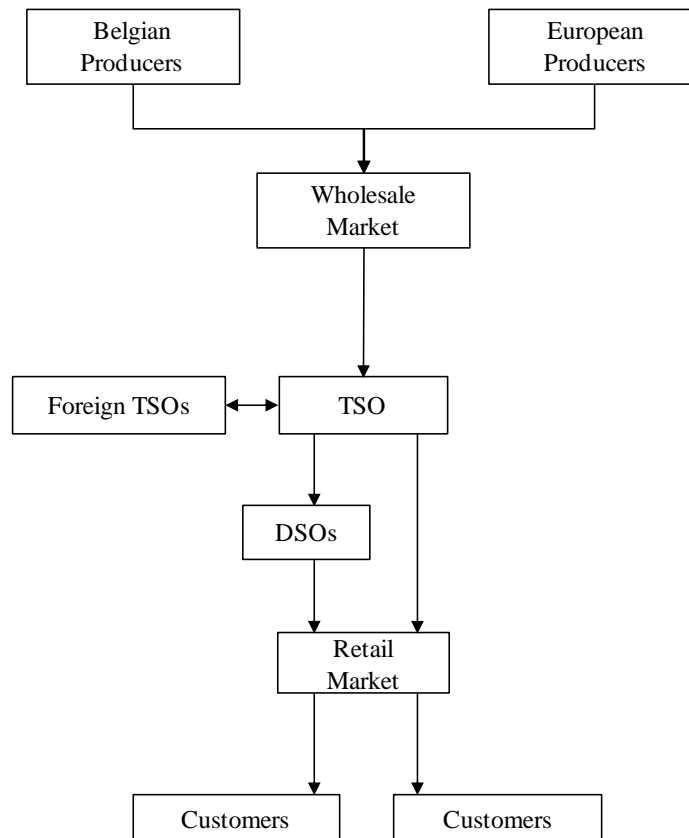 Belgian
Producers
European
Producers
Wholesale
Market
Foreign TSOs
TSO
DSOs
Retail
Market
Customers
Customers